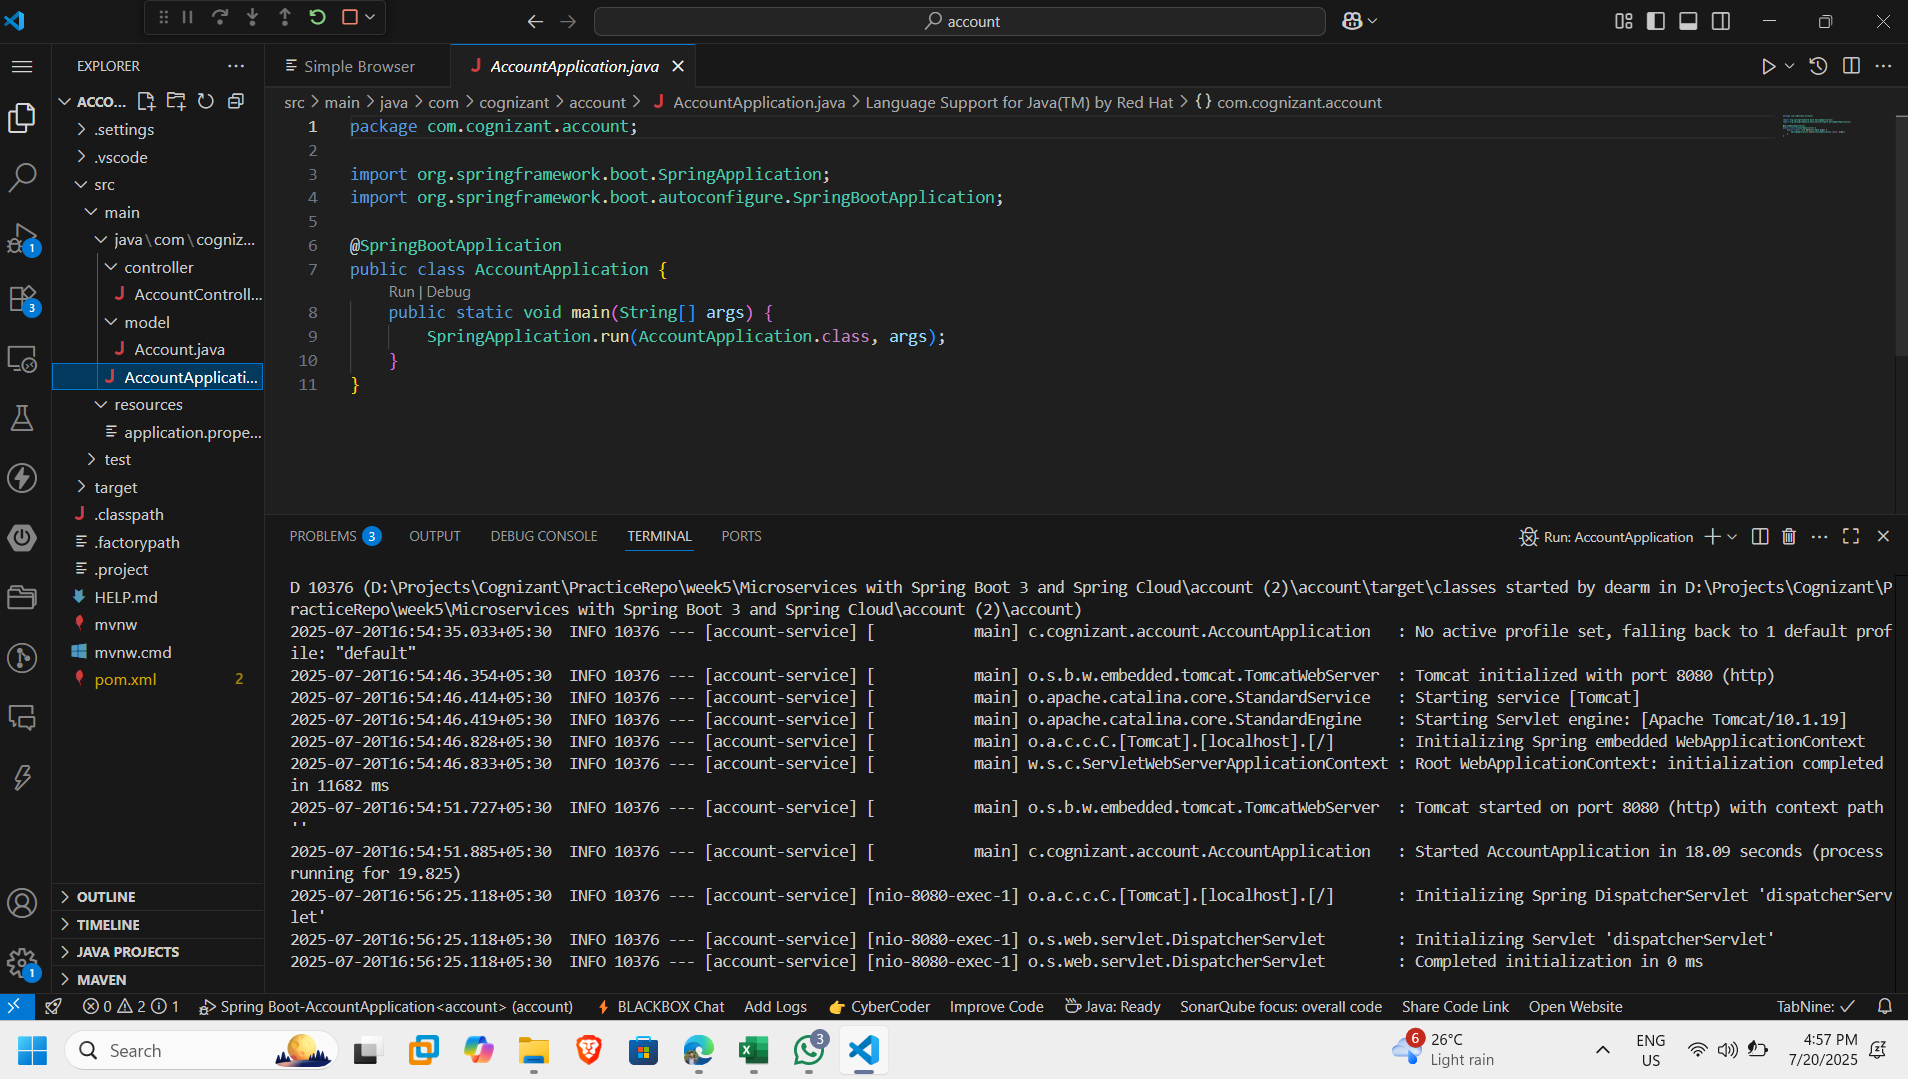 account
EXPLORER
Simple Browser
AccountApplication.java
ACCO...
src > main > java > com > cognizant > account > AccountApplication.java > Language Support for Java(TM) by Red Hat > {} com.cognizant.account
.settings
.vscode
src
main
java\com\cogniz...
controller
AccountControll...
model
Account.java
AccountApplicati...
resources
application.prope...
test
target
.classpath
.factorypath
.project
HELP.md
mvnw
mvnw.cmd
pom.xml 2
OUTLINE
TIMELINE
JAVA PROJECTS
MAVEN
1
3
1
1 package com.cognizant.account;
2
3 import org.springframework.boot.SpringApplication;
4 import org.springframework.boot.autoconfigure.SpringBootApplication;
5
6 @SpringBootApplication
7 public class AccountApplication {
Run | Debug
8 public static void main(String[] args) {
9 SpringApplication.run(AccountApplication.class, args);
10 }
11 }
PROBLEMS 3 OUTPUT DEBUG CONSOLE TERMINAL PORTS
Run: AccountApplication
D 10376 (D:\Projects\Cognizant\PracticeRepo\week5\Microservices with Spring Boot 3 and Spring Cloud\account (2)\account\target\classes started by dearm in D:\Projects\Cognizant\P
racticeRepo\week5\Microservices with Spring Boot 3 and Spring Cloud\account (2)\account)
2025-07-20T16:54:35.033+05:30  INFO 10376 --- [account-service] [           main] c.cognizant.account.AccountApplication   : No active profile set, falling back to 1 default prof
ile: "default"
2025-07-20T16:54:46.354+05:30  INFO 10376 --- [account-service] [           main] o.s.b.w.embedded.tomcat.TomcatWebServer  : Tomcat initialized with port 8080 (http)
2025-07-20T16:54:46.414+05:30  INFO 10376 --- [account-service] [           main] o.apache.catalina.core.StandardService   : Starting service [Tomcat]
2025-07-20T16:54:46.419+05:30  INFO 10376 --- [account-service] [           main] o.apache.catalina.core.StandardEngine    : Starting Servlet engine: [Apache Tomcat/10.1.19]
2025-07-20T16:54:46.828+05:30  INFO 10376 --- [account-service] [           main] o.a.c.c.C.[Tomcat].[localhost].[/]       : Initializing Spring embedded WebApplicationContext
2025-07-20T16:54:46.833+05:30  INFO 10376 --- [account-service] [           main] w.s.c.ServletWebServerApplicationContext : Root WebApplicationContext: initialization completed
in 11682 ms
2025-07-20T16:54:51.727+05:30  INFO 10376 --- [account-service] [           main] o.s.b.w.embedded.tomcat.TomcatWebServer  : Tomcat started on port 8080 (http) with context path
''
2025-07-20T16:54:51.885+05:30  INFO 10376 --- [account-service] [           main] c.cognizant.account.AccountApplication   : Started AccountApplication in 18.09 seconds (process
running for 19.825)
2025-07-20T16:56:25.118+05:30  INFO 10376 --- [account-service] [nio-8080-exec-1] o.a.c.c.C.[Tomcat].[localhost].[/]       : Initializing Spring DispatcherServlet 'dispatcherServ
let'
2025-07-20T16:56:25.118+05:30  INFO 10376 --- [account-service] [nio-8080-exec-1] o.s.web.servlet.DispatcherServlet        : Initializing Servlet 'dispatcherServlet'
2025-07-20T16:56:25.118+05:30  INFO 10376 --- [account-service] [nio-8080-exec-1] o.s.web.servlet.DispatcherServlet        : Completed initialization in 0 ms
0 2 1 Spring Boot-AccountApplication<account> (account) BLACKBOX Chat Add Logs CyberCoder Improve Code Java: Ready SonarQube focus: overall code Share Code Link Open Website TabNine:
Search
3
6
26°C
Light rain
ENG
US
4:57 PM
7/20/2025